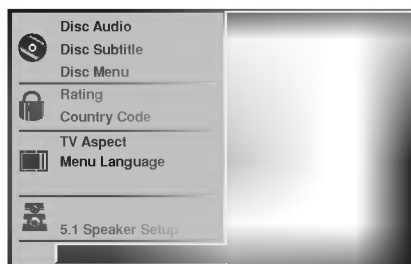 Disc Audio
Disc Subtitle
Disc Menu
Rating
Country Code
TV Aspect
Menu Language
5.1 Speaker Setup